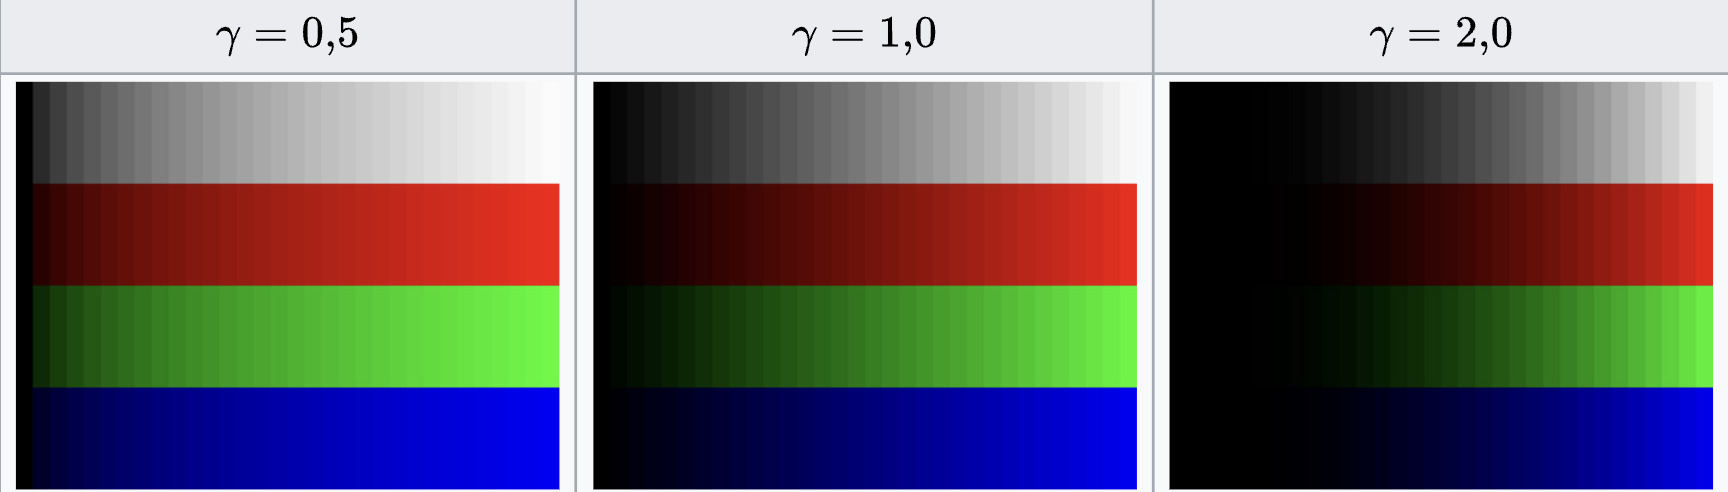 γ = 0,5
γ = 1,0
γ = 2,0